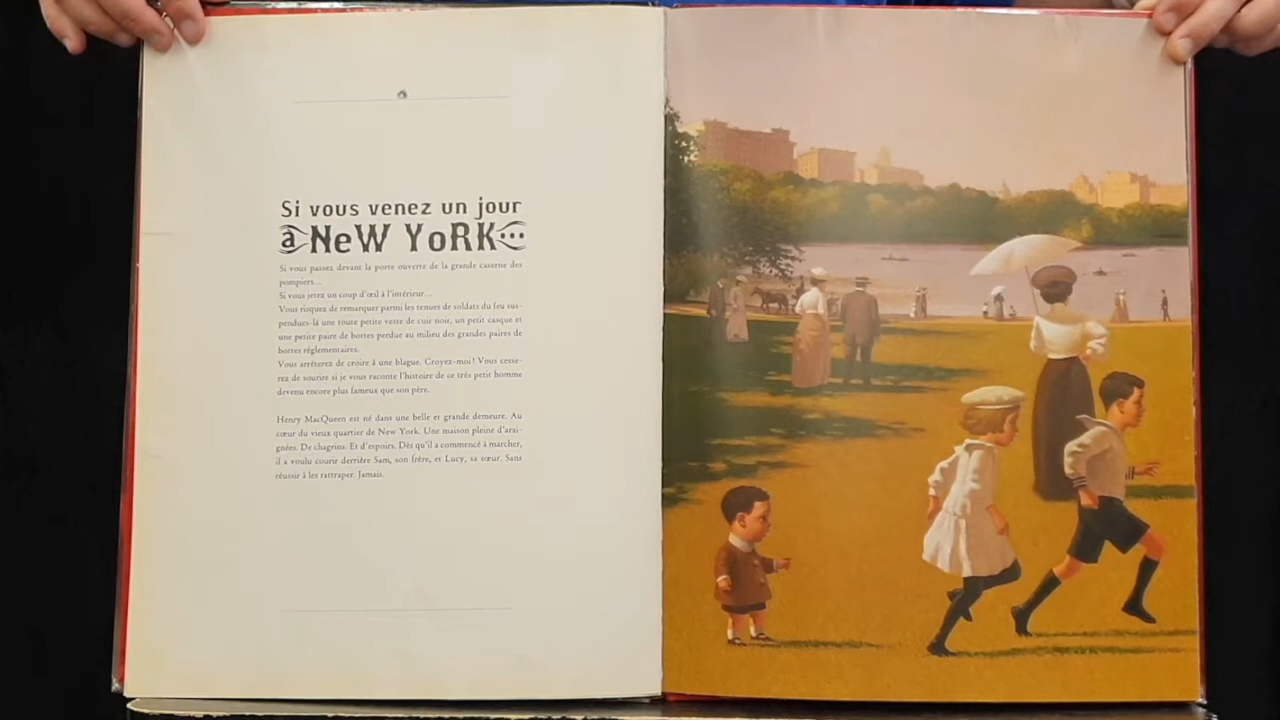 Si vous venez un jour
à NeW YoRK...
Si vous passez devant la porte ouverte de la grande caserne des
pompiers...
Si vous jetez un coup d'œil à l'intérieur...
Vous risquez de remarquer parmi les tenues de soldats du feu sus-
pendues-là une toute petite veste de cuir noir, un petit casque et
une petite paire de bottes perdue au milieu des grandes paires de
bottes réglementaires.
Vous arrêterez de croire à une blague. Croyez-moi! Vous cesse-
rez de sourire si je vous raconte l'histoire de ce très petit homme
devenu encore plus fameux que son père.
Henry MacQueen est né dans une belle et grande demeure. Au
cœur du vieux quartier de New York. Une maison pleine d'arai-
gnées. De chagrins. Et d'espoirs. Dès qu'il a commencé à marcher,
il a voulu courir derrière Sam, son frère, et Lucy, sa sœur. Sans
réussir à les rattraper. Jamais.